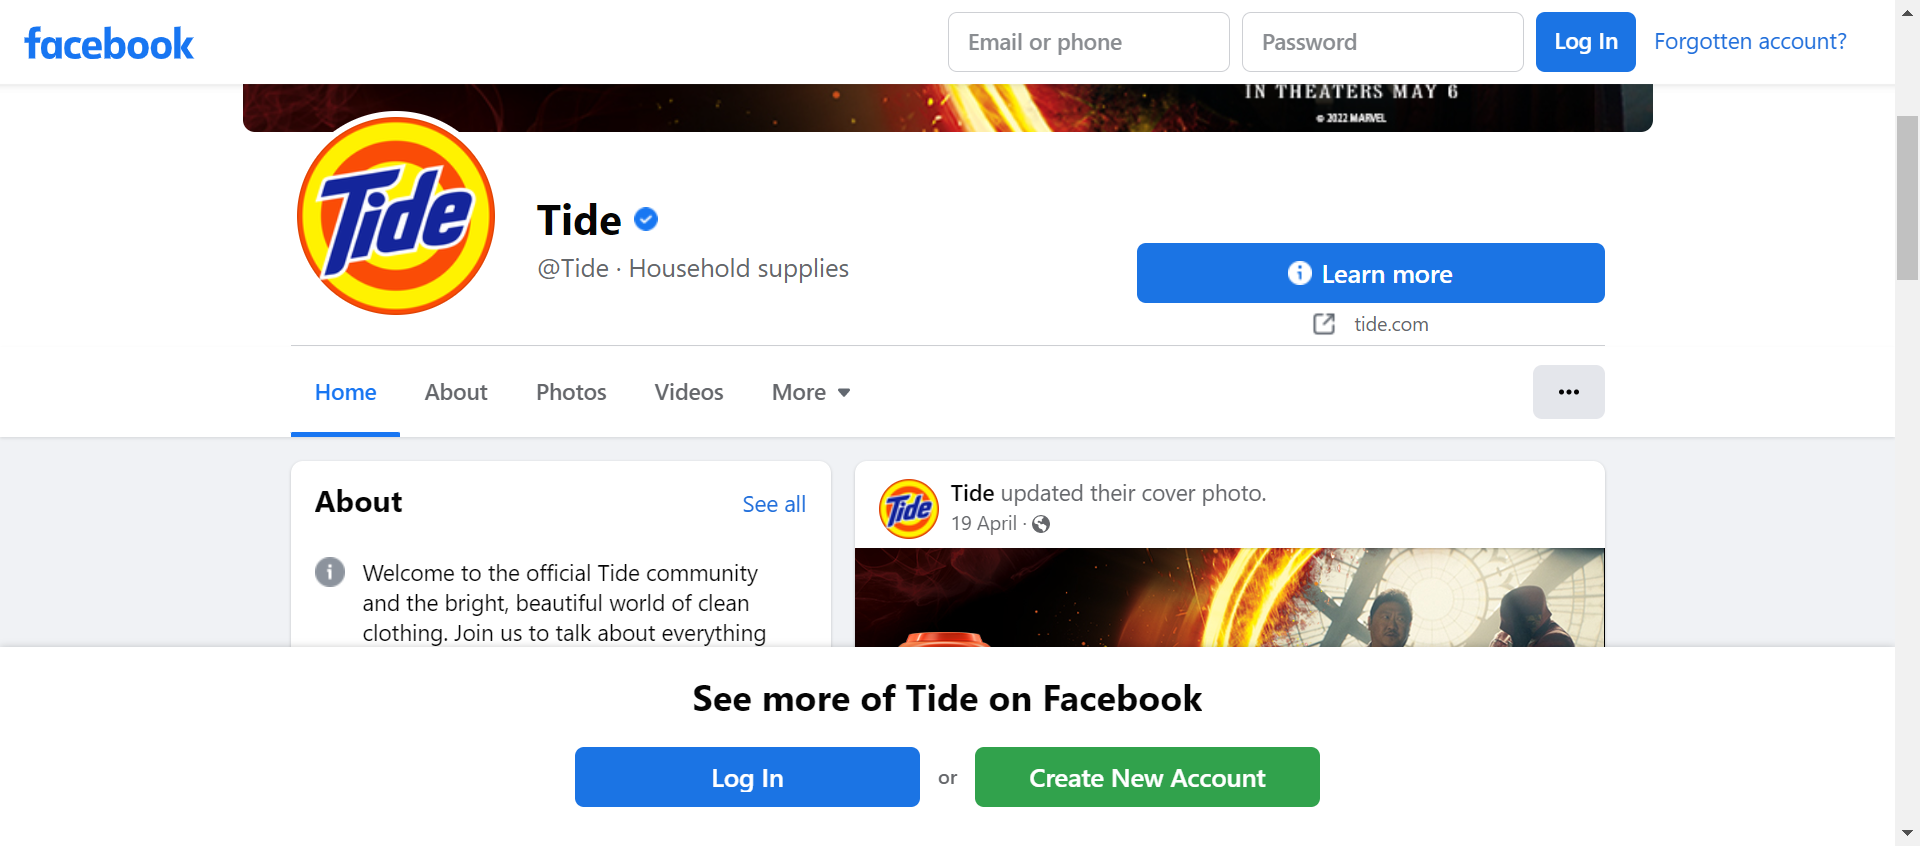 facebook
Email or phone
Password
Log In
Forgotten account?
IN THEATERS MAY 6
© 2022 MARVEL
Tide
Tide
@Tide · Household supplies
Learn more
tide.com
Home
About
Photos
Videos
More
About
See all
Welcome to the official Tide community
and the bright, beautiful world of clean
clothing. Join us to talk about everything
Tide
Tide updated their cover photo.
19 April ·
See more of Tide on Facebook
Log In
or
Create New Account